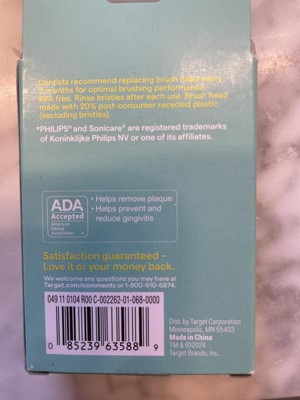 Dentists recommend replacing brush head every
3 months for optimal brushing performance.
BPA free. Rinse bristles after each use. Brush head
made with 20% post-consumer recycled plastic
(excluding bristles).
*PHILIPS® and Sonicare® are registered trademarks
of Koninklijke Philips NV or one of its affiliates.
ADA
Accepted
American
Dental
Association
• Helps remove plaque
• Helps prevent and
reduce gingivitis
Satisfaction guaranteed –
Love it or your money back.
We welcome any questions you may have at
Target.com/comments or 1-800-910-6874.
049 11 0104 R00 C-002262-01-068-0000
0 85239 63588 9
Dist. by Target Corporation
Minneapolis, MN 55403
Made in China
TM & ©2024
Target Brands, Inc.